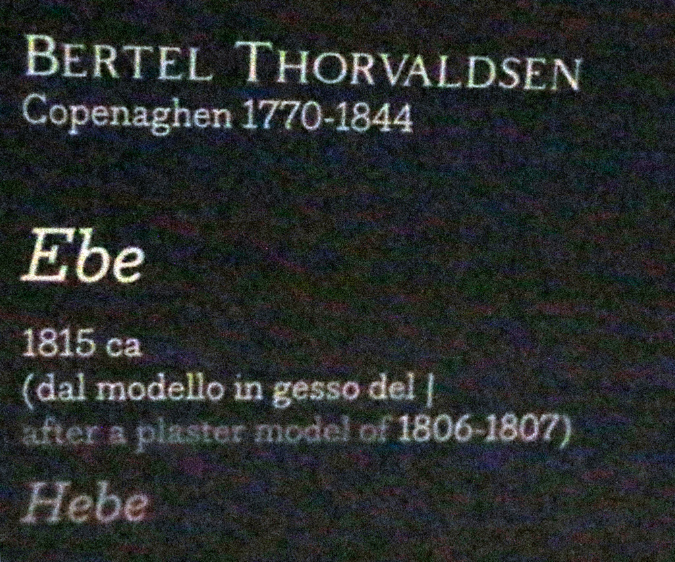 BERTEL THORVALDSEN
Copenaghen 1770-1844
Ebe
1815 ca
(dal modello in gesso del |
after a plaster model of 1806-1807)
Hebe